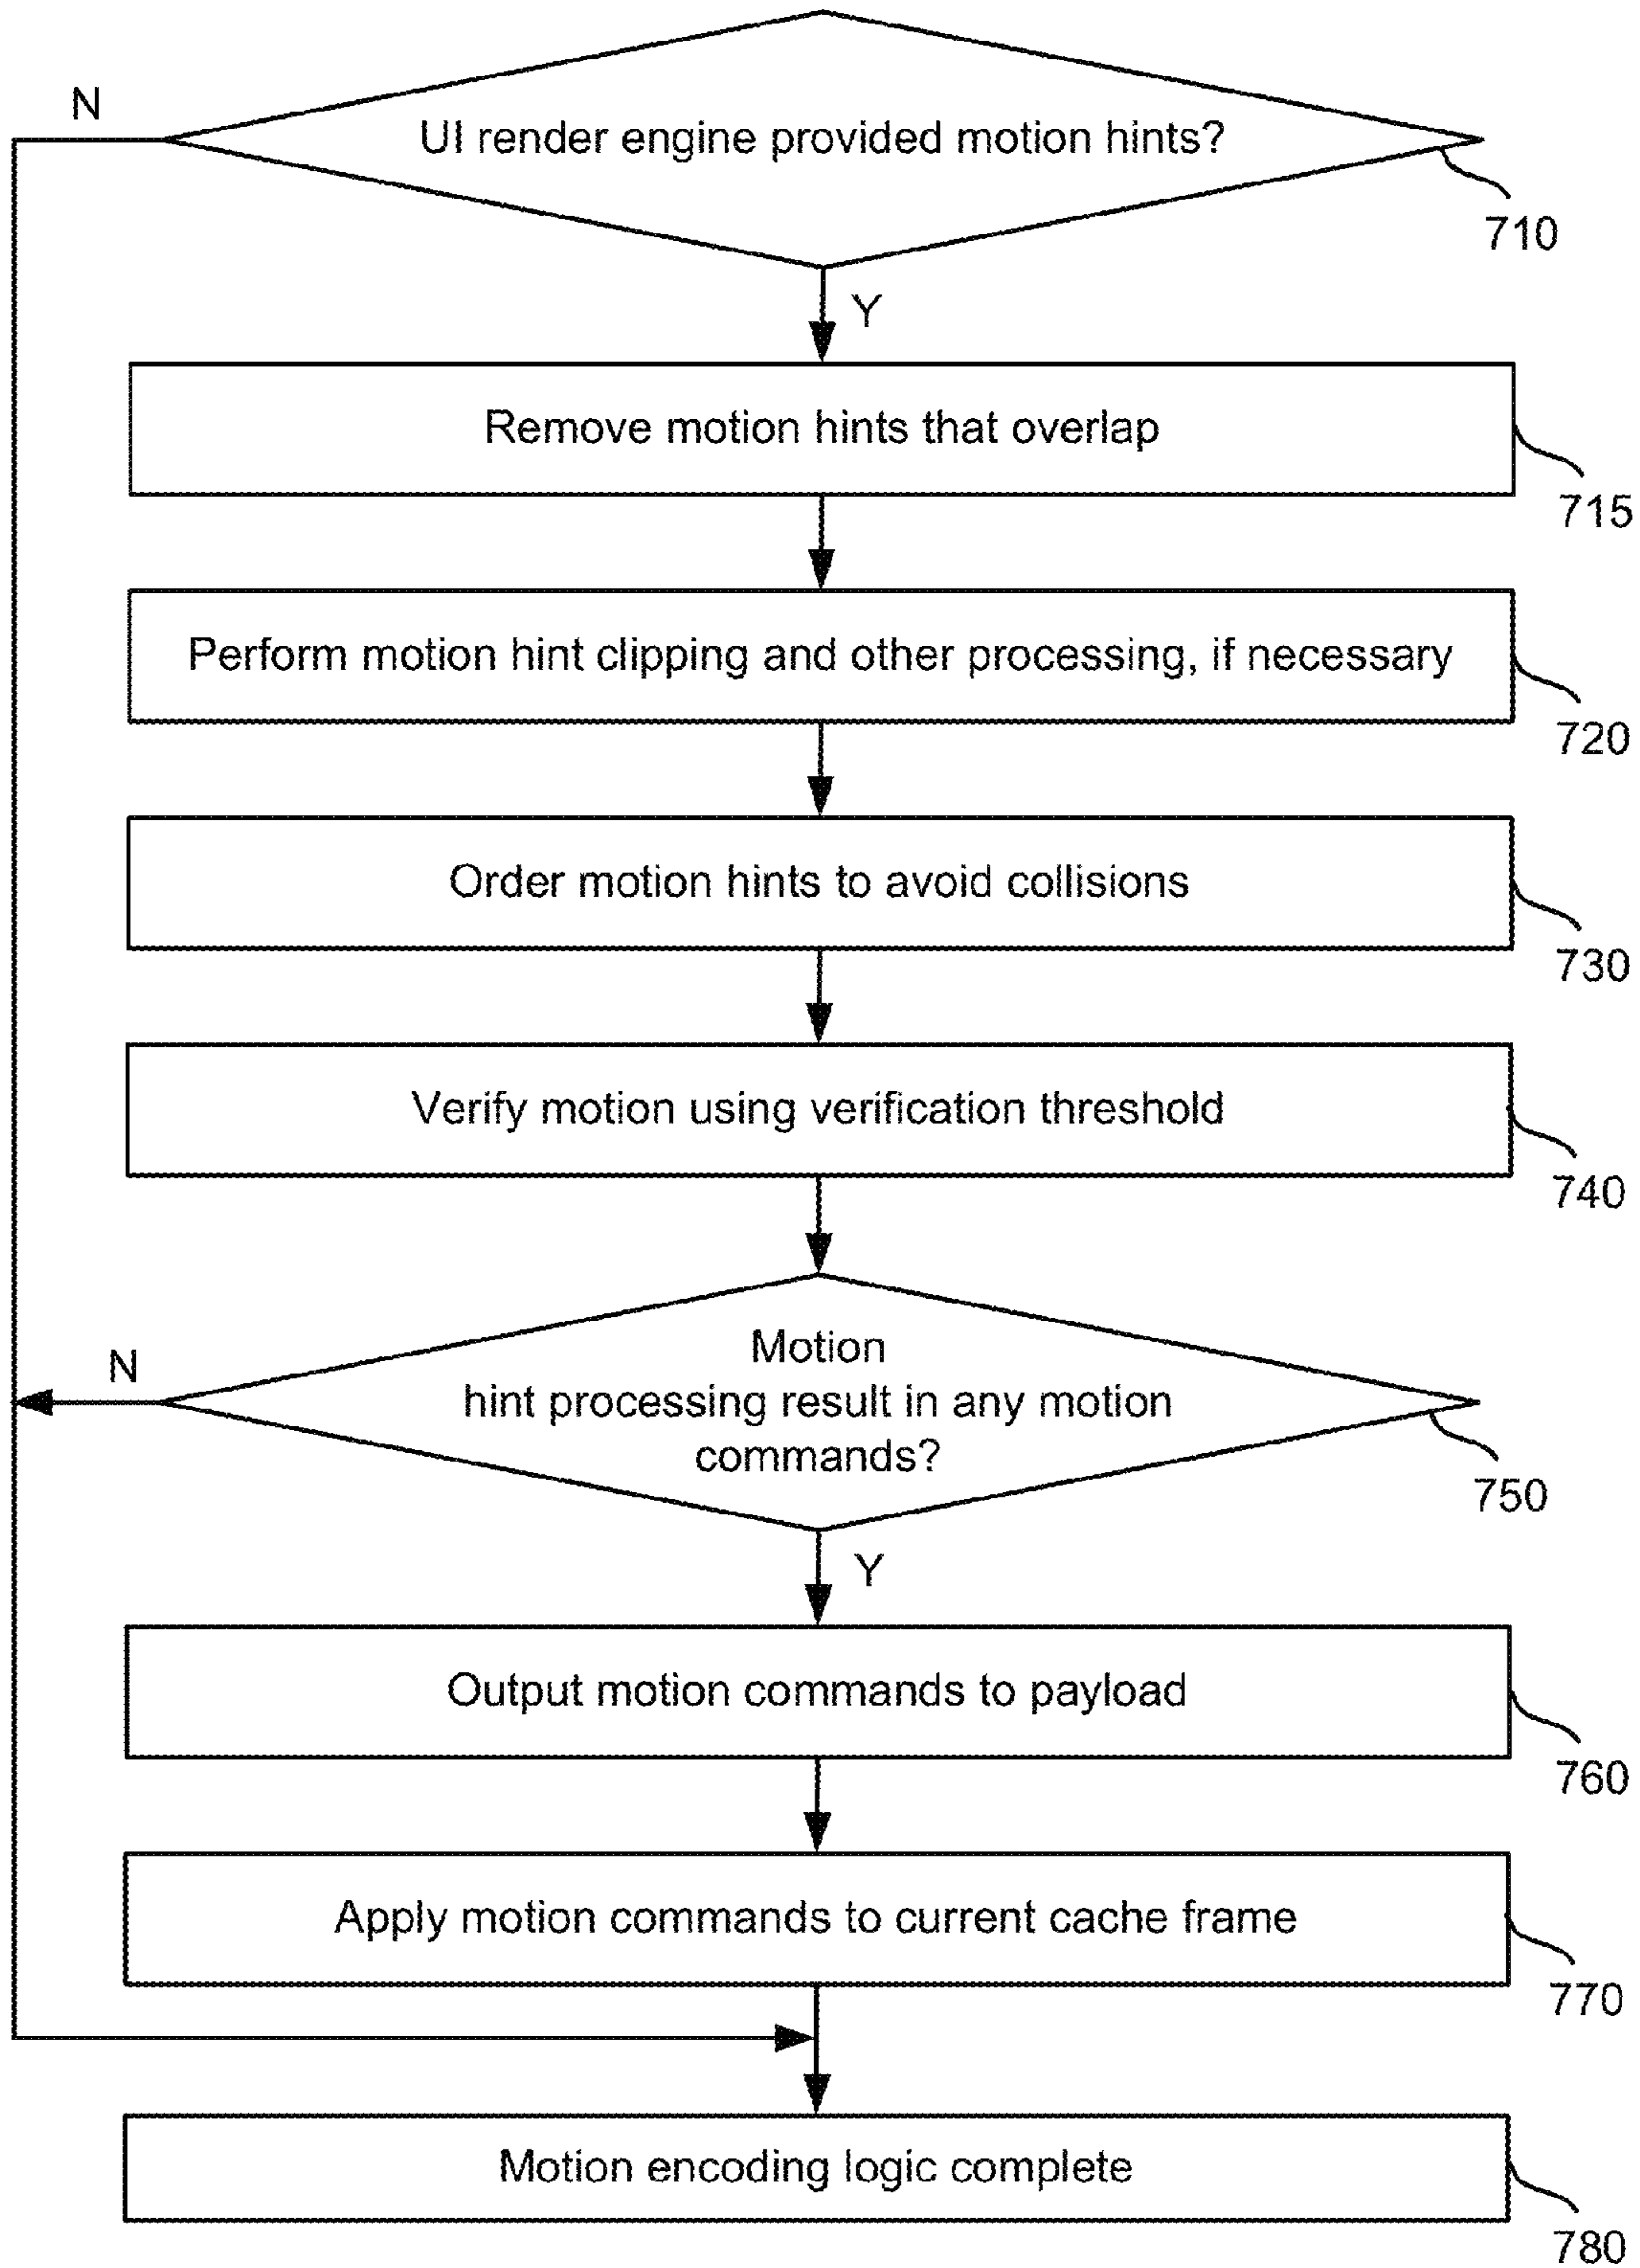 N
UI render engine provided motion hints?
710
Y
Remove motion hints that overlap
715
Perform motion hint clipping and other processing, if necessary
720
Order motion hints to avoid collisions
730
Verify motion using verification threshold
740
Motion
N
hint processing result in any motion
commands?
750
Y
Output motion commands to payload
760
Apply motion commands to current cache frame
770
Motion encoding logic complete
780